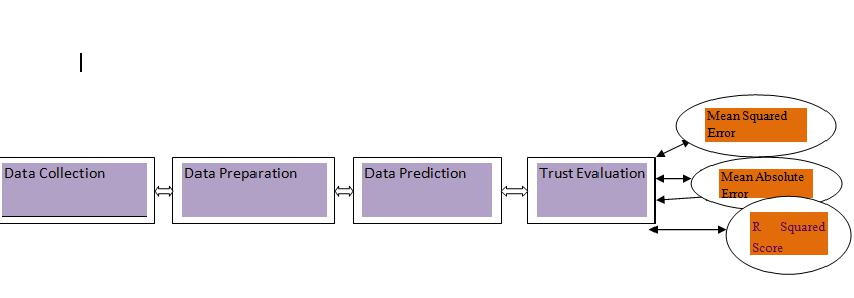 Data Collection
Data Preparation
Data Prediction
Trust Evaluation
Mean Squared
Error
Mean Absolute
Error
R Squared
Score